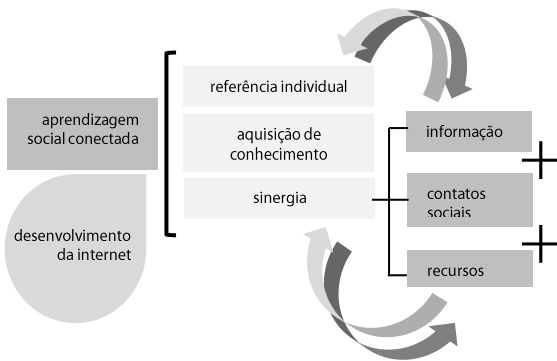 aprendizagem
social conectada
desenvolvimento
da internet
referência individual
aquisição de
conhecimento
sinergia
informação
contatos
sociais
recursos